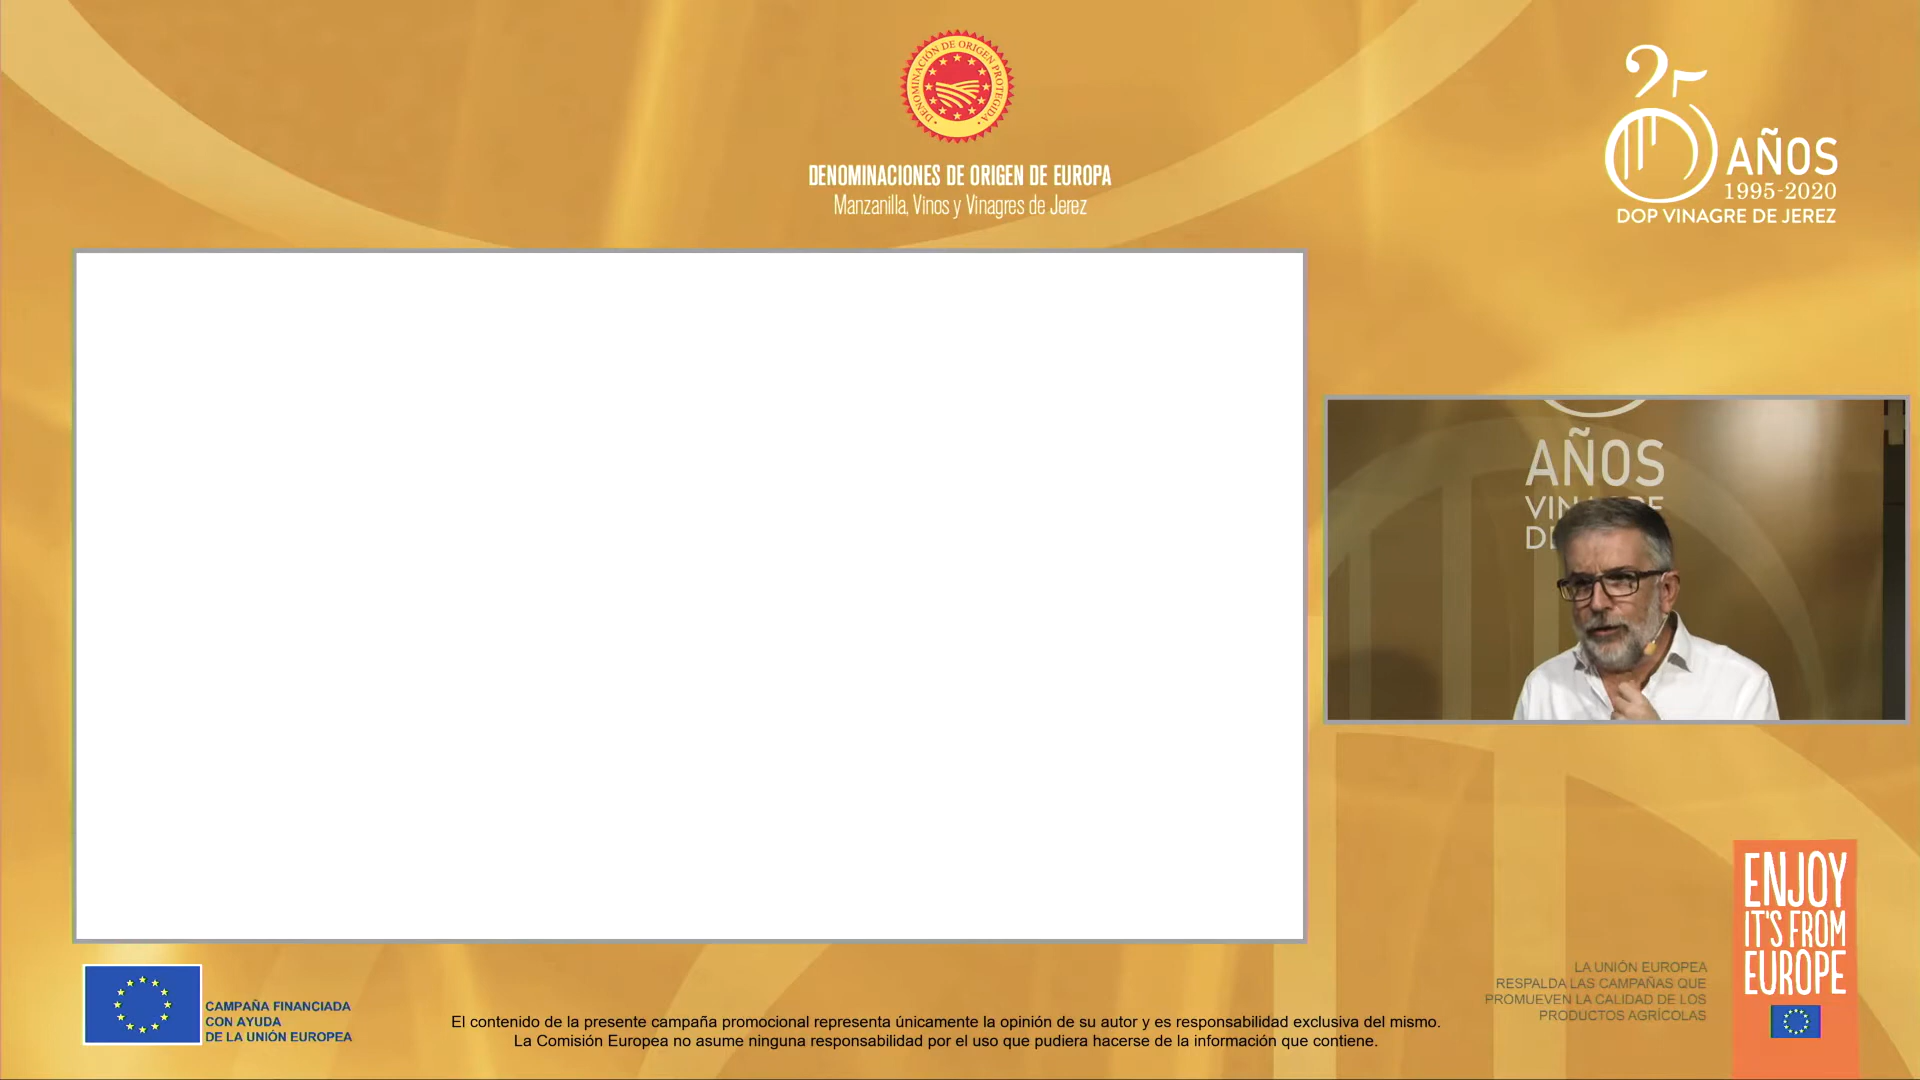 DENOMINACIÓN DE ORIGEN PROTEGIDA
DENOMINACIONES DE ORIGEN DE EUROPA
Manzanilla, Vinos y Vinagres de Jerez
25
AÑOS
1995-2020
DOP VINAGRE DE JEREZ
AÑOS
CAMPAÑA FINANCIADA
CON AYUDA
DE LA UNIÓN EUROPEA
El contenido de la presente campaña promocional representa únicamente la opinión de su autor y es responsabilidad exclusiva del mismo.
La Comisión Europea no asume ninguna responsabilidad por el uso que pudiera hacerse de la información que contiene.
LA UNIÓN EUROPEA
RESPALDA LAS CAMPAÑAS QUE
PROMUEVEN LA CALIDAD DE LOS
PRODUCTOS AGRÍCOLAS
ENJOY
IT'S FROM
EUROPE